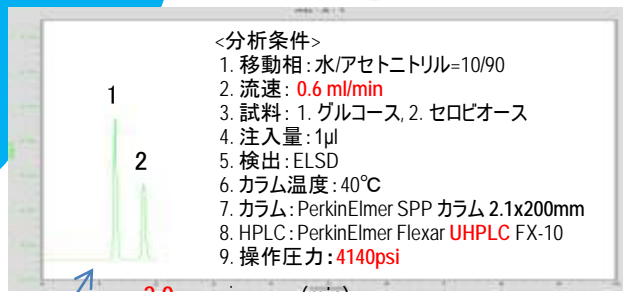 <分析条件>
1. 移動相：水/アセトニトリル=10/90
2. 流速： 0.6 ml/min
3. 試料： 1. グルコース, 2. セロビオース
4. 注入量：1μl
5. 検出：ELSD
6. カラム温度：40℃
7. カラム：PerkinElmer SPP カラム 2.1x200mm
8. HPLC：PerkinElmer Flexar UHPLC FX-10
9. 操作圧力：4140psi
1
2